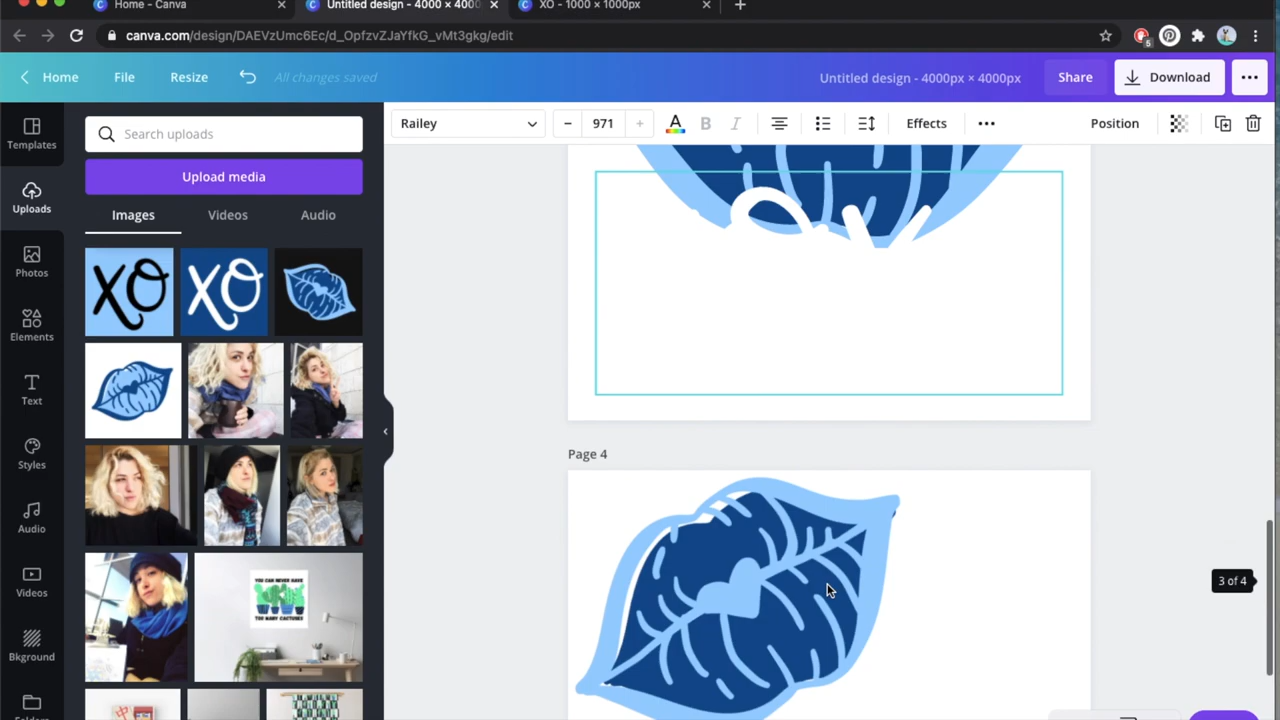 Home - Canva
Untitled design - 4000 × 4000
XO - 1000 × 1000px
canva.com/design/DAEVzUmc6Ec/d_OpfzvZJaYfkG_vMt3gkg/edit
5
Home
File
Resize
All changes saved
Untitled design - 4000px × 4000px
Share
Download
Templates
Uploads
Photos
Elements
Text
Styles
Audio
Videos
Bkground
Search uploads
Upload media
Images
Videos
Audio
XO
XO
YOU CAN NEVER HAVE
TOO MANY CACTUSES
Railey
971
A
B
I
Effects
Position
Page 4
3 of 4